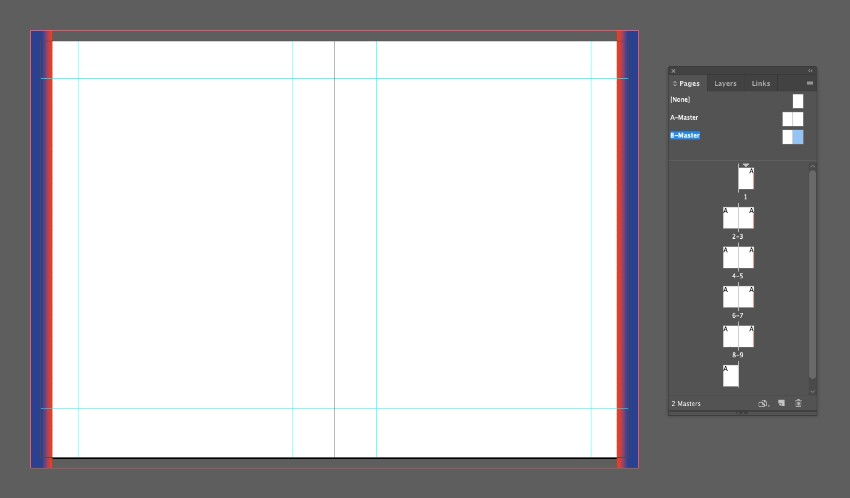 Pages Layers Links
[None]
A-Master
B-Master
A
1
A A
2-3
A A
4-5
A A
6-7
A A
8-9
A
2 Masters